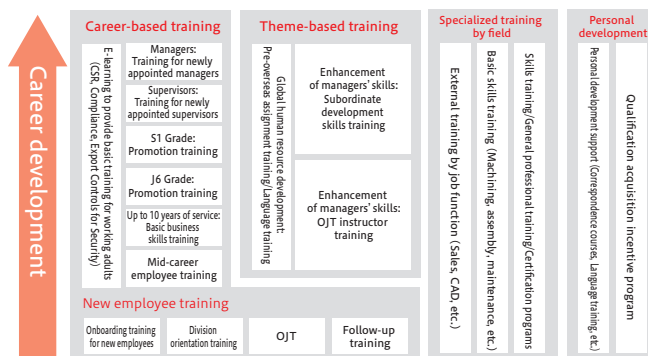 Career development
Career-based training
E-learning to provide basic training for working adults
(CSR, Compliance, Export Controls for Security)
Managers:
Training for newly
appointed managers
Supervisors:
Training for newly
appointed supervisors
S1 Grade:
Promotion training
J6 Grade:
Promotion training
Up to 10 years of service:
Basic business
skills training
Mid-career
employee training
Theme-based training
Global human resource development:
Pre-overseas assignment training/Language training
Enhancement
of managers' skills:
Subordinate
development
skills training
Enhancement
of managers' skills:
OJT instructor
training
New employee training
Onboarding training
for new employees
Division
orientation training
OJT
Follow-up
training
Specialized training
by field
External training by job function (Sales, CAD, etc.)
Basic skills training (Machining, assembly, maintenance, etc.)
Skills training/General professional training/Certification programs
Personal
development
Personal development support (Correspondence courses, Language training, etc.)
Qualification acquisition incentive program